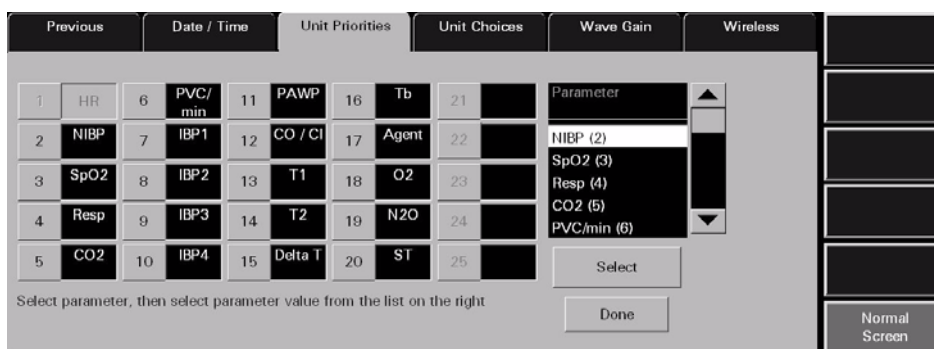 Previous Date / Time Unit Priorities Unit Choices Wave Gain Wireless
1 HR 6 PVC/ min 11 PAWP 16 Tb 21
2 NIBP 7 IBP1 12 CO / CI 17 Agent 22
3 SpO2 8 IBP2 13 T1 18 O2 23
4 Resp 9 IBP3 14 T2 19 N2O 24
5 CO2 10 IBP4 15 Delta T 20 ST 25
Parameter
NIBP (2)
SpO2 (3)
Resp (4)
CO2 (5)
PVC/min (6)
Select
Select parameter, then select parameter value from the list on the right
Done
Normal
Screen